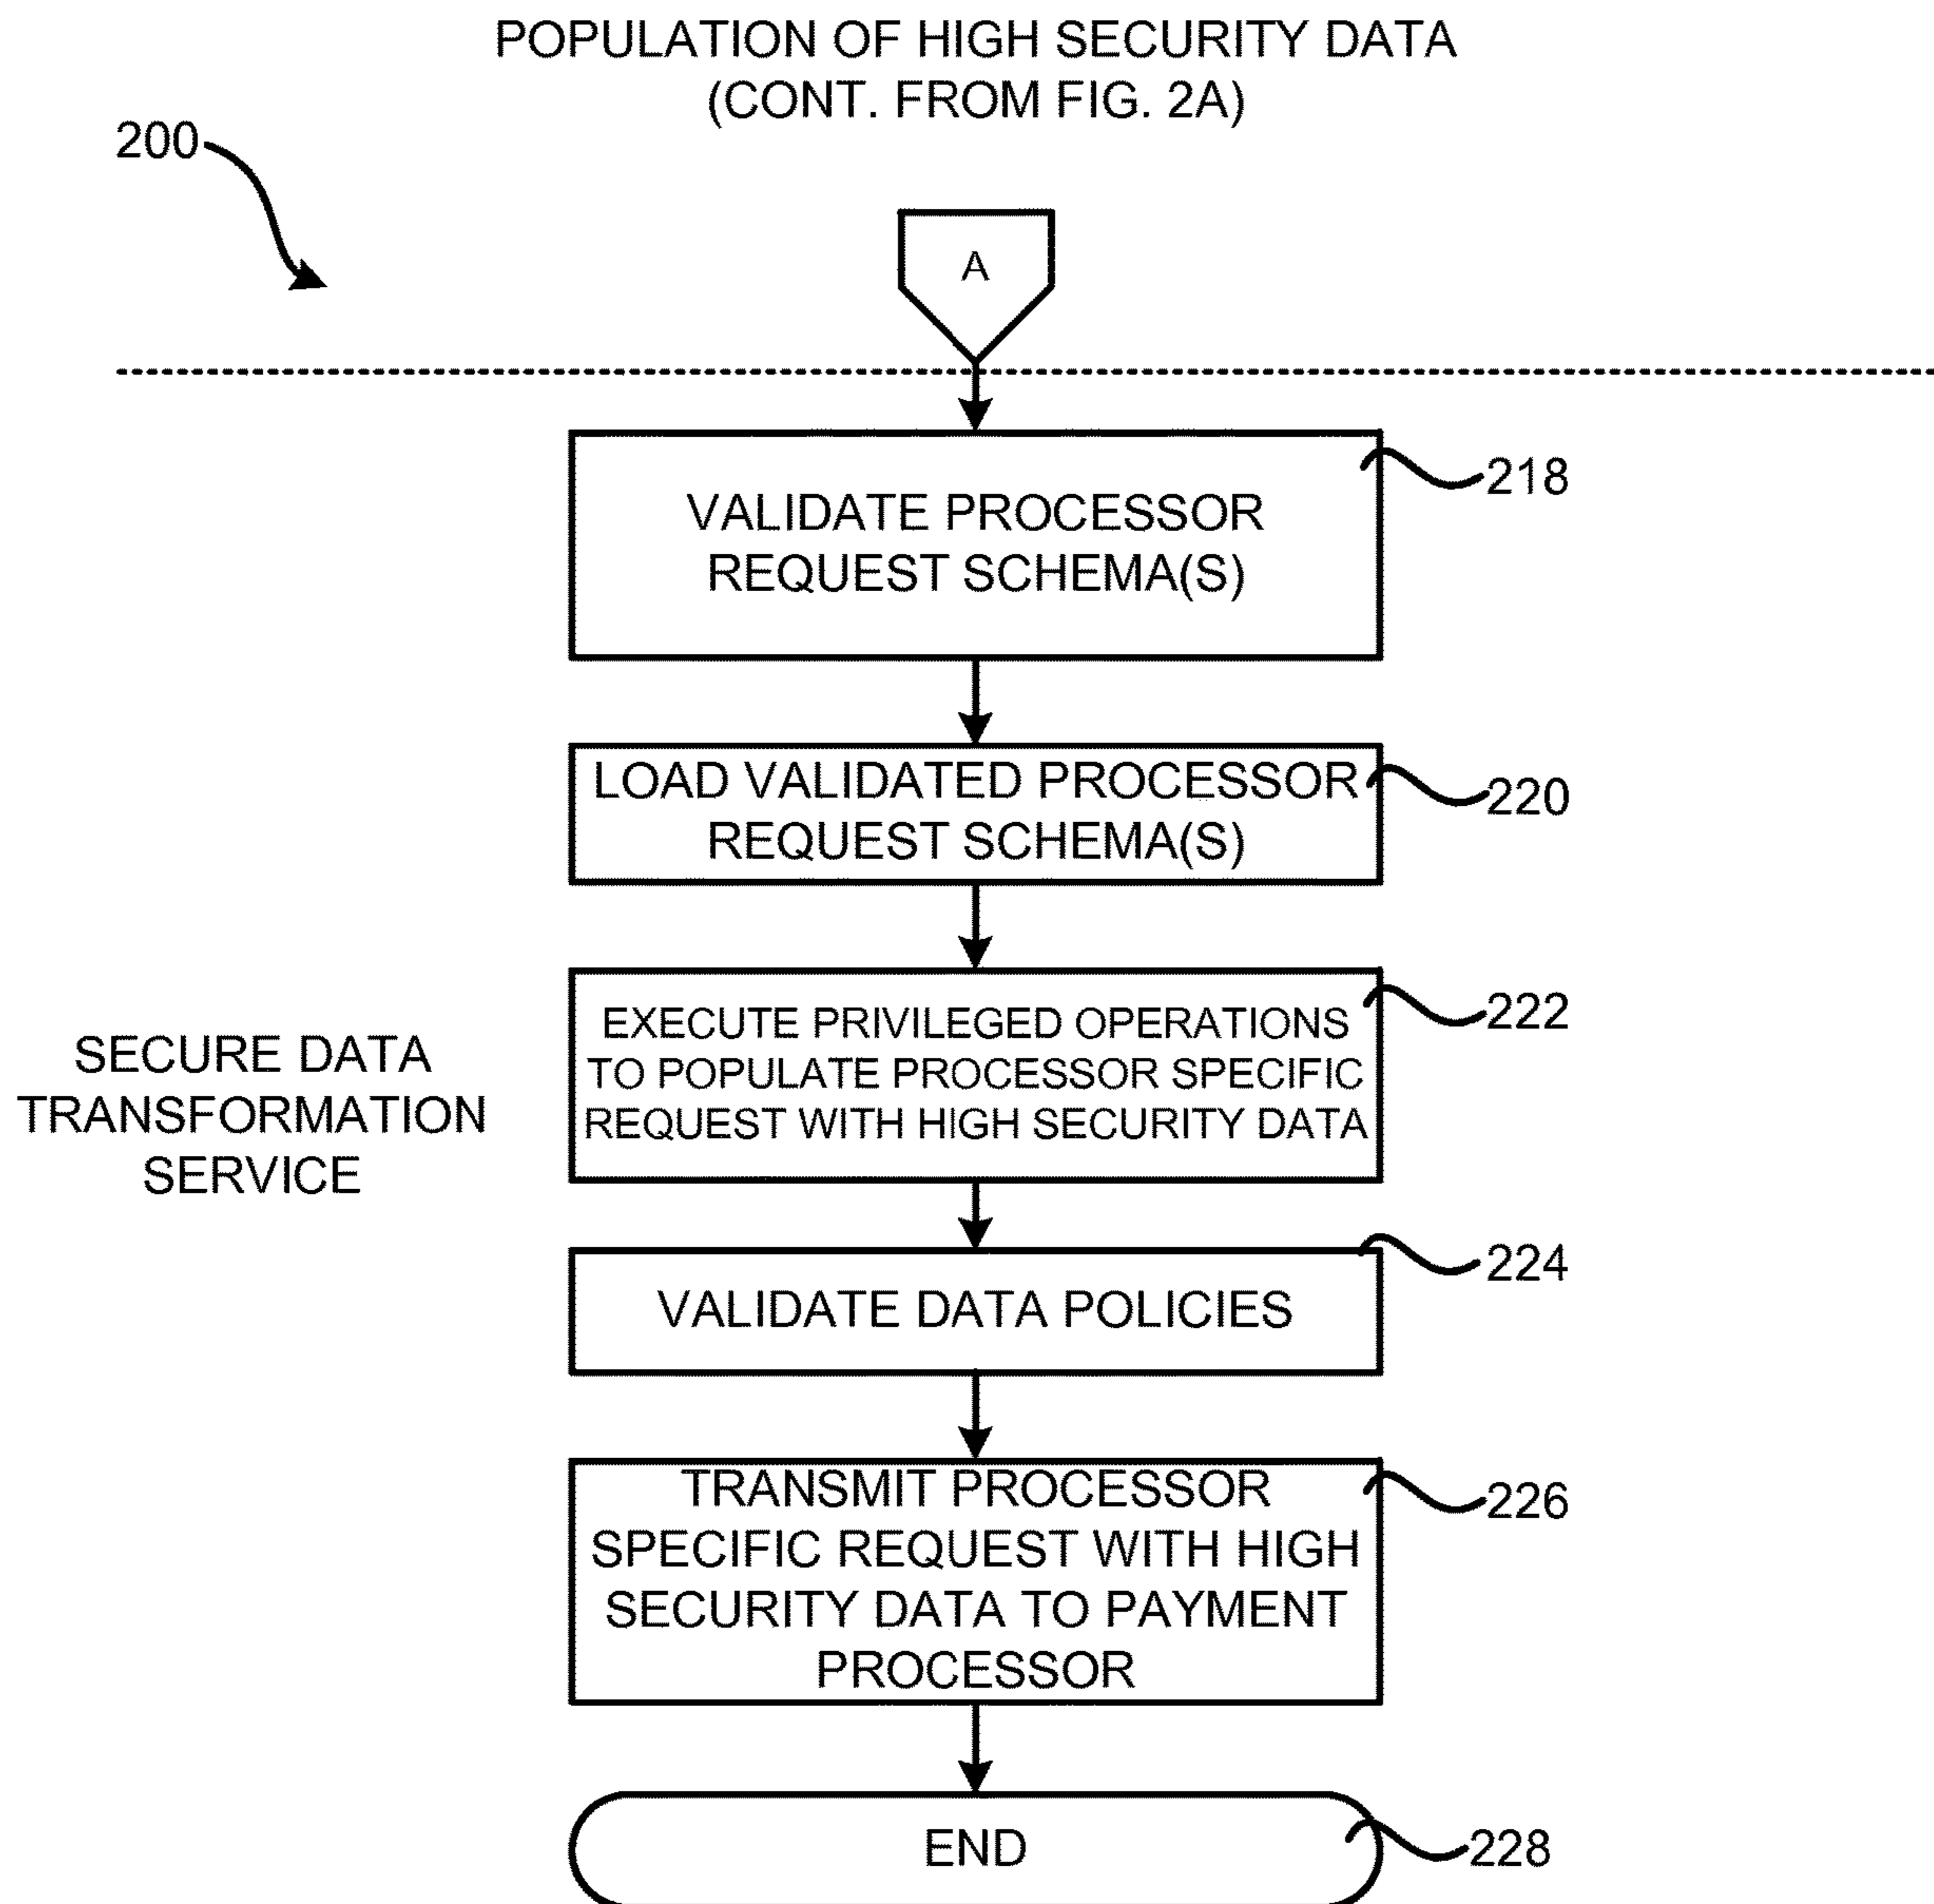 POPULATION OF HIGH SECURITY DATA
(CONT. FROM FIG. 2A)
200
A
VALIDATE PROCESSOR
REQUEST SCHEMA(S)
218
LOAD VALIDATED PROCESSOR
REQUEST SCHEMA(S)
220
SECURE DATA
TRANSFORMATION
SERVICE
EXECUTE PRIVILEGED OPERATIONS
TO POPULATE PROCESSOR SPECIFIC
REQUEST WITH HIGH SECURITY DATA
222
VALIDATE DATA POLICIES
224
TRANSMIT PROCESSOR
SPECIFIC REQUEST WITH HIGH
SECURITY DATA TO PAYMENT
PROCESSOR
226
END
228